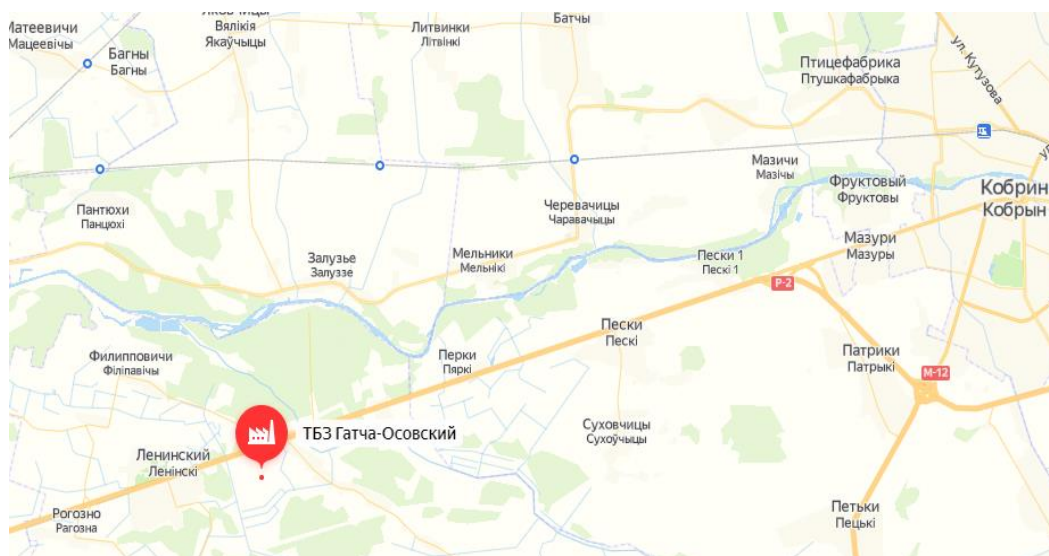 Мацеевичи
Мацеевічы
Багны
Багны
Вялікія
Якаўчыцы
Литвинки
Літвінкі
Батчы
Птицефабрика
Птушкафабрыка
ул. Кутузова
Пантюхи
Панцюхі
Залузье
Залуззе
Мельники
Мельнікі
Черевачицы
Чаравачыцы
Мазичи
Мазічы
Фруктовый
Фруктовы
Кобрин
Кобрын
Мазури
Мазуры
Пески 1
Пескі 1
Р-2
Пески
Пескі
Филипповичи
Філіпавічы
Перки
Пяркі
Патрики
Патрыкі
М-12
ТБЗ Гатча-Осовский
Суховчицы
Сухоўчыцы
Ленинский
Ленінскі
Рогозно
Рагозна
Петьки
Пецькі